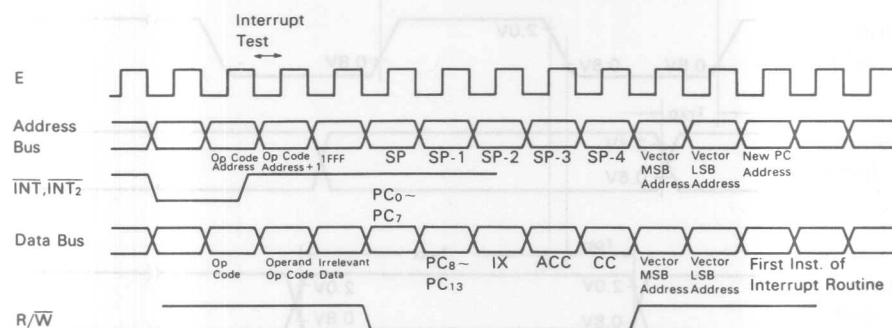 Interrupt
Test
E
Address
Bus
Op Code
Address
Op Code
Address+1
1FFF
SP
SP-1
SP-2
SP-3
SP-4
Vector
MSB
Address
Vector
LSB
Address
New PC
Address
INT,INT2
PC0~
PC7
Data Bus
Op
Code
Operand
Op Code
Irrelevant
Data
PC8~
PC13
IX
ACC
CC
Vector
MSB
Address
Vector
LSB
Address
First Inst. of
Interrupt Routine
R/W